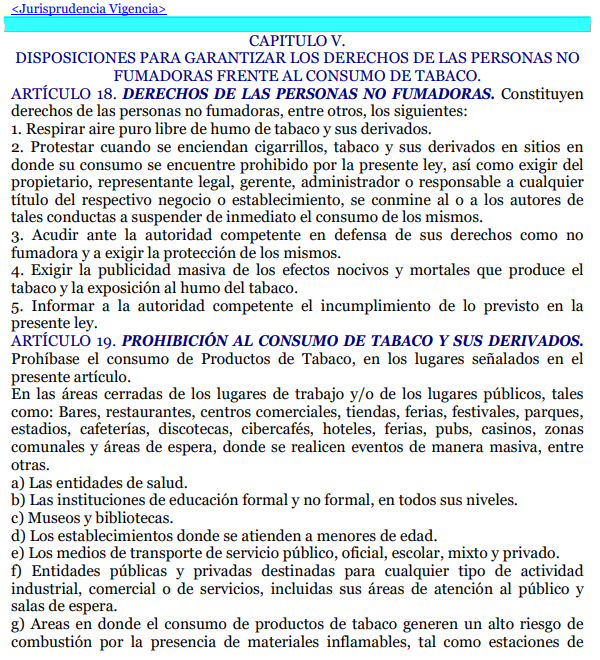 <Jurisprudencia Vigencia>
CAPITULO V.
DISPOSICIONES PARA GARANTIZAR LOS DERECHOS DE LAS PERSONAS NO
FUMADORAS FRENTE AL CONSUMO DE TABACO.
ARTÍCULO 18. DERECHOS DE LAS PERSONAS NO FUMADORAS. Constituyen
derechos de las personas no fumadoras, entre otros, los siguientes:
1. Respirar aire puro libre de humo de tabaco y sus derivados.
2. Protestar cuando se enciendan cigarrillos, tabaco y sus derivados en sitios en
donde su consumo se encuentre prohibido por la presente ley, así como exigir del
propietario, representante legal, gerente, administrador o responsable a cualquier
título del respectivo negocio o establecimiento, se conmine al o a los autores de
tales conductas a suspender de inmediato el consumo de los mismos.
3. Acudir ante la autoridad competente en defensa de sus derechos como no
fumadora y a exigir la protección de los mismos.
4. Exigir la publicidad masiva de los efectos nocivos y mortales que produce el
tabaco y la exposición al humo del tabaco.
5. Informar a la autoridad competente el incumplimiento de lo previsto en la
presente ley.
ARTÍCULO 19. PROHIBICIÓN AL CONSUMO DE TABACO Y SUS DERIVADOS.
Prohíbase el consumo de Productos de Tabaco, en los lugares señalados en el
presente artículo.
En las áreas cerradas de los lugares de trabajo y/o de los lugares públicos, tales
como: Bares, restaurantes, centros comerciales, tiendas, ferias, festivales, parques,
estadios, cafeterías, discotecas, cibercafés, hoteles, ferias, pubs, casinos, zonas
comunales y áreas de espera, donde se realicen eventos de manera masiva, entre
otras.
a) Las entidades de salud.
b) Las instituciones de educación formal y no formal, en todos sus niveles.
c) Museos y bibliotecas.
d) Los establecimientos donde se atienden a menores de edad.
e) Los medios de transporte de servicio público, oficial, escolar, mixto y privado.
f) Entidades públicas y privadas destinadas para cualquier tipo de actividad
industrial, comercial o de servicios, incluidas sus áreas de atención al público y
salas de espera.
g) Areas en donde el consumo de productos de tabaco generen un alto riesgo de
combustión por la presencia de materiales inflamables, tal como estaciones de